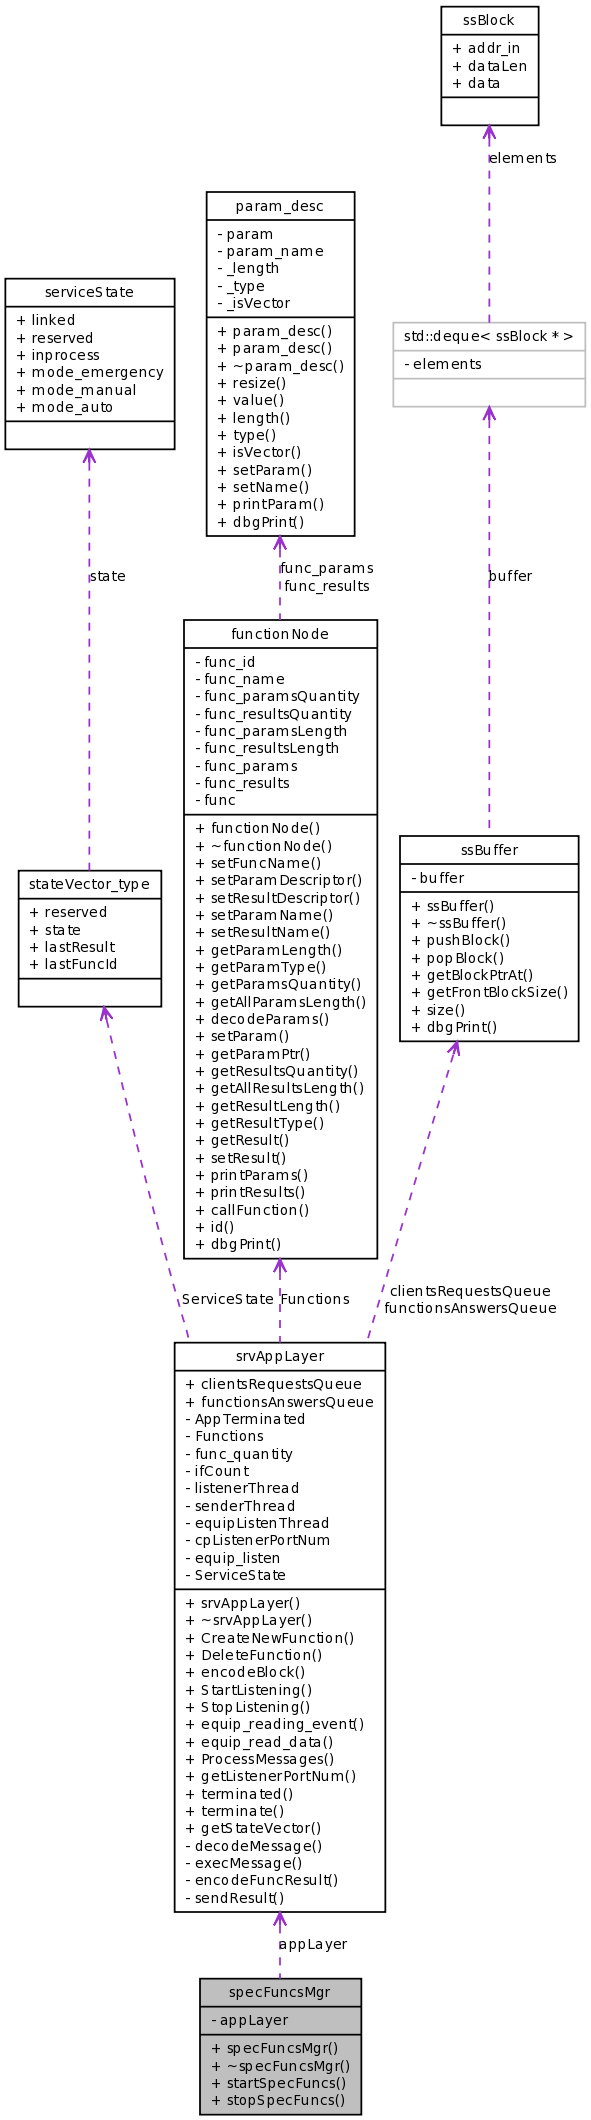 ssBlock
+ addr_in
+ dataLen
+ data
elements
param_desc
- param
- param_name
- _length
- _type
- _isVector
+ param_desc()
+ param_desc()
+ ~param_desc()
+ resize()
+ value()
+ length()
+ type()
+ isVector()
+ setParam()
+ setName()
+ printParam()
+ dbgPrint()
serviceState
+ linked
+ reserved
+ inprocess
+ mode_emergency
+ mode_manual
+ mode_auto
std::deque< ssBlock * >
- elements
state
func_params
func_results
buffer
functionNode
- func_id
- func_name
- func_paramsQuantity
- func_resultsQuantity
- func_paramsLength
- func_resultsLength
- func_params
- func_results
- func
+ functionNode()
+ ~functionNode()
+ setFuncName()
+ setParamDescriptor()
+ setResultDescriptor()
+ setParamName()
+ setResultName()
+ getParamLength()
+ getParamType()
+ getParamsQuantity()
+ getAllParamsLength()
+ decodeParams()
+ setParam()
+ getParamPtr()
+ getResultsQuantity()
+ getAllResultsLength()
+ getResultLength()
+ getResultType()
+ getResult()
+ setResult()
+ printParams()
+ printResults()
+ callFunction()
+ id()
+ dbgPrint()
ssBuffer
- buffer
+ ssBuffer()
+ ~ssBuffer()
+ pushBlock()
+ popBlock()
+ getBlockPtrAt()
+ getFrontBlockSize()
+ size()
+ dbgPrint()
stateVector_type
+ reserved
+ state
+ lastResult
+ lastFuncId
ServiceState
Functions
clientsRequestsQueue
functionsAnswersQueue
srvAppLayer
+ clientsRequestsQueue
+ functionsAnswersQueue
- AppTerminated
- Functions
- func_quantity
- ifCount
- listenerThread
- senderThread
- equipListenThread
- cpListenerPortNum
- equip_listen
- ServiceState
+ srvAppLayer()
+ ~srvAppLayer()
+ CreateNewFunction()
+ DeleteFunction()
+ encodeBlock()
+ StartListening()
+ StopListening()
+ equip_reading_event()
+ equip_read_data()
+ ProcessMessages()
+ getListenerPortNum()
+ terminated()
+ terminate()
+ getStateVector()
- decodeMessage()
- execMessage()
- encodeFuncResult()
- sendResult()
appLayer
specFuncsMgr
- appLayer
+ specFuncsMgr()
+ ~specFuncsMgr()
+ startSpecFuncs()
+ stopSpecFuncs()